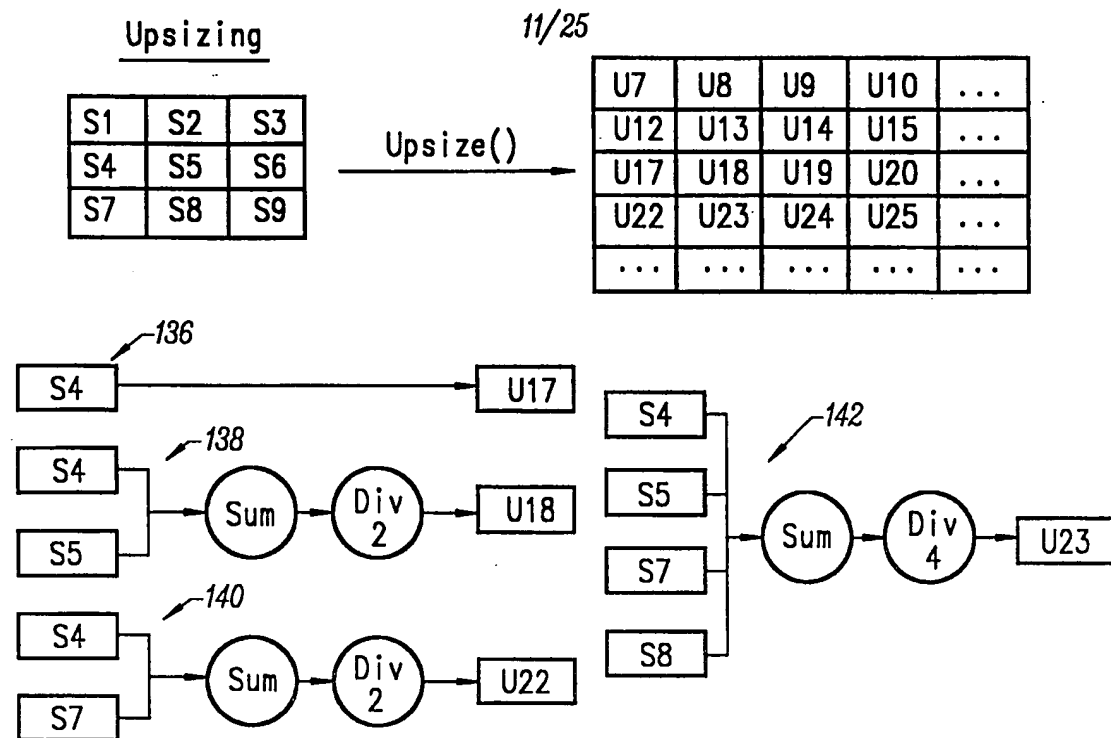 11/25
Upsizing
S1 S2 S3
S4 S5 S6
S7 S8 S9
Upsize()
U7 U8 U9 U10 ...
U12 U13 U14 U15 ...
U17 U18 U19 U20 ...
U22 U23 U24 U25 ...
... ... ... ... ...
136
S4 U17
138
S4
S5
Sum
Div
2
U18
140
S4
S7
Sum
Div
2
U22
142
S4
S5
S7
S8
Sum
Div
4
U23